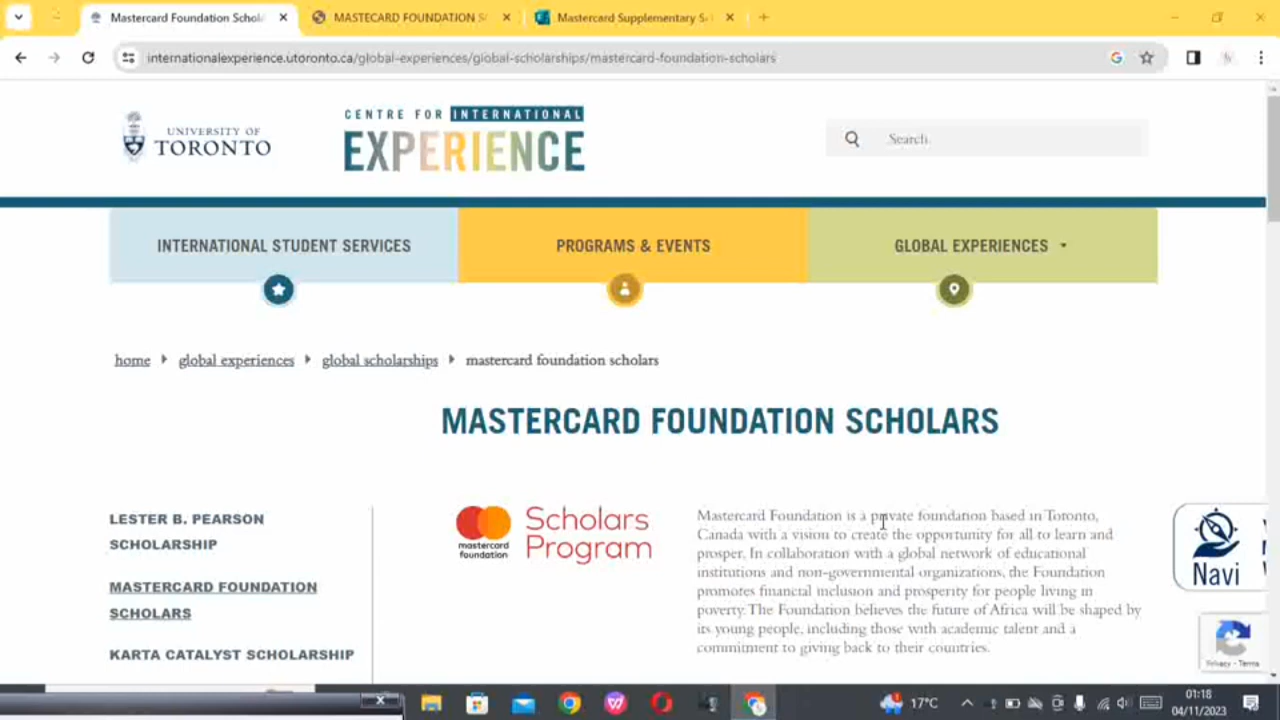 Mastercard Foundation Schol
MASTECARD FOUNDATION S
Mastercard Supplementary S
internationalexperience.utoronto.ca/global-experiences/global-scholarships/mastercard-foundation-scholars
UNIVERSITY OF
TORONTO
CENTRE FOR INTERNATIONAL
EXPERIENCE
Search
INTERNATIONAL STUDENT SERVICES
PROGRAMS & EVENTS
GLOBAL EXPERIENCES
home
global experiences
global scholarships
mastercard foundation scholars
MASTERCARD FOUNDATION SCHOLARS
LESTER B. PEARSON
SCHOLARSHIP
MASTERCARD FOUNDATION
SCHOLARS
KARTA CATALYST SCHOLARSHIP
mastercard
foundation
Scholars
Program
Mastercard Foundation is a private foundation based in Toronto,
Canada with a vision to create the opportunity for all to learn and
prosper. In collaboration with a global network of educational
institutions and non-governmental organizations, the Foundation
promotes financial inclusion and prosperity for people living in
poverty. The Foundation believes the future of Africa will be shaped by
its young people, including those with academic talent and a
commitment to giving back to their countries.
Navi
Privacy - Terms
17°C
01:18
04/11/2023